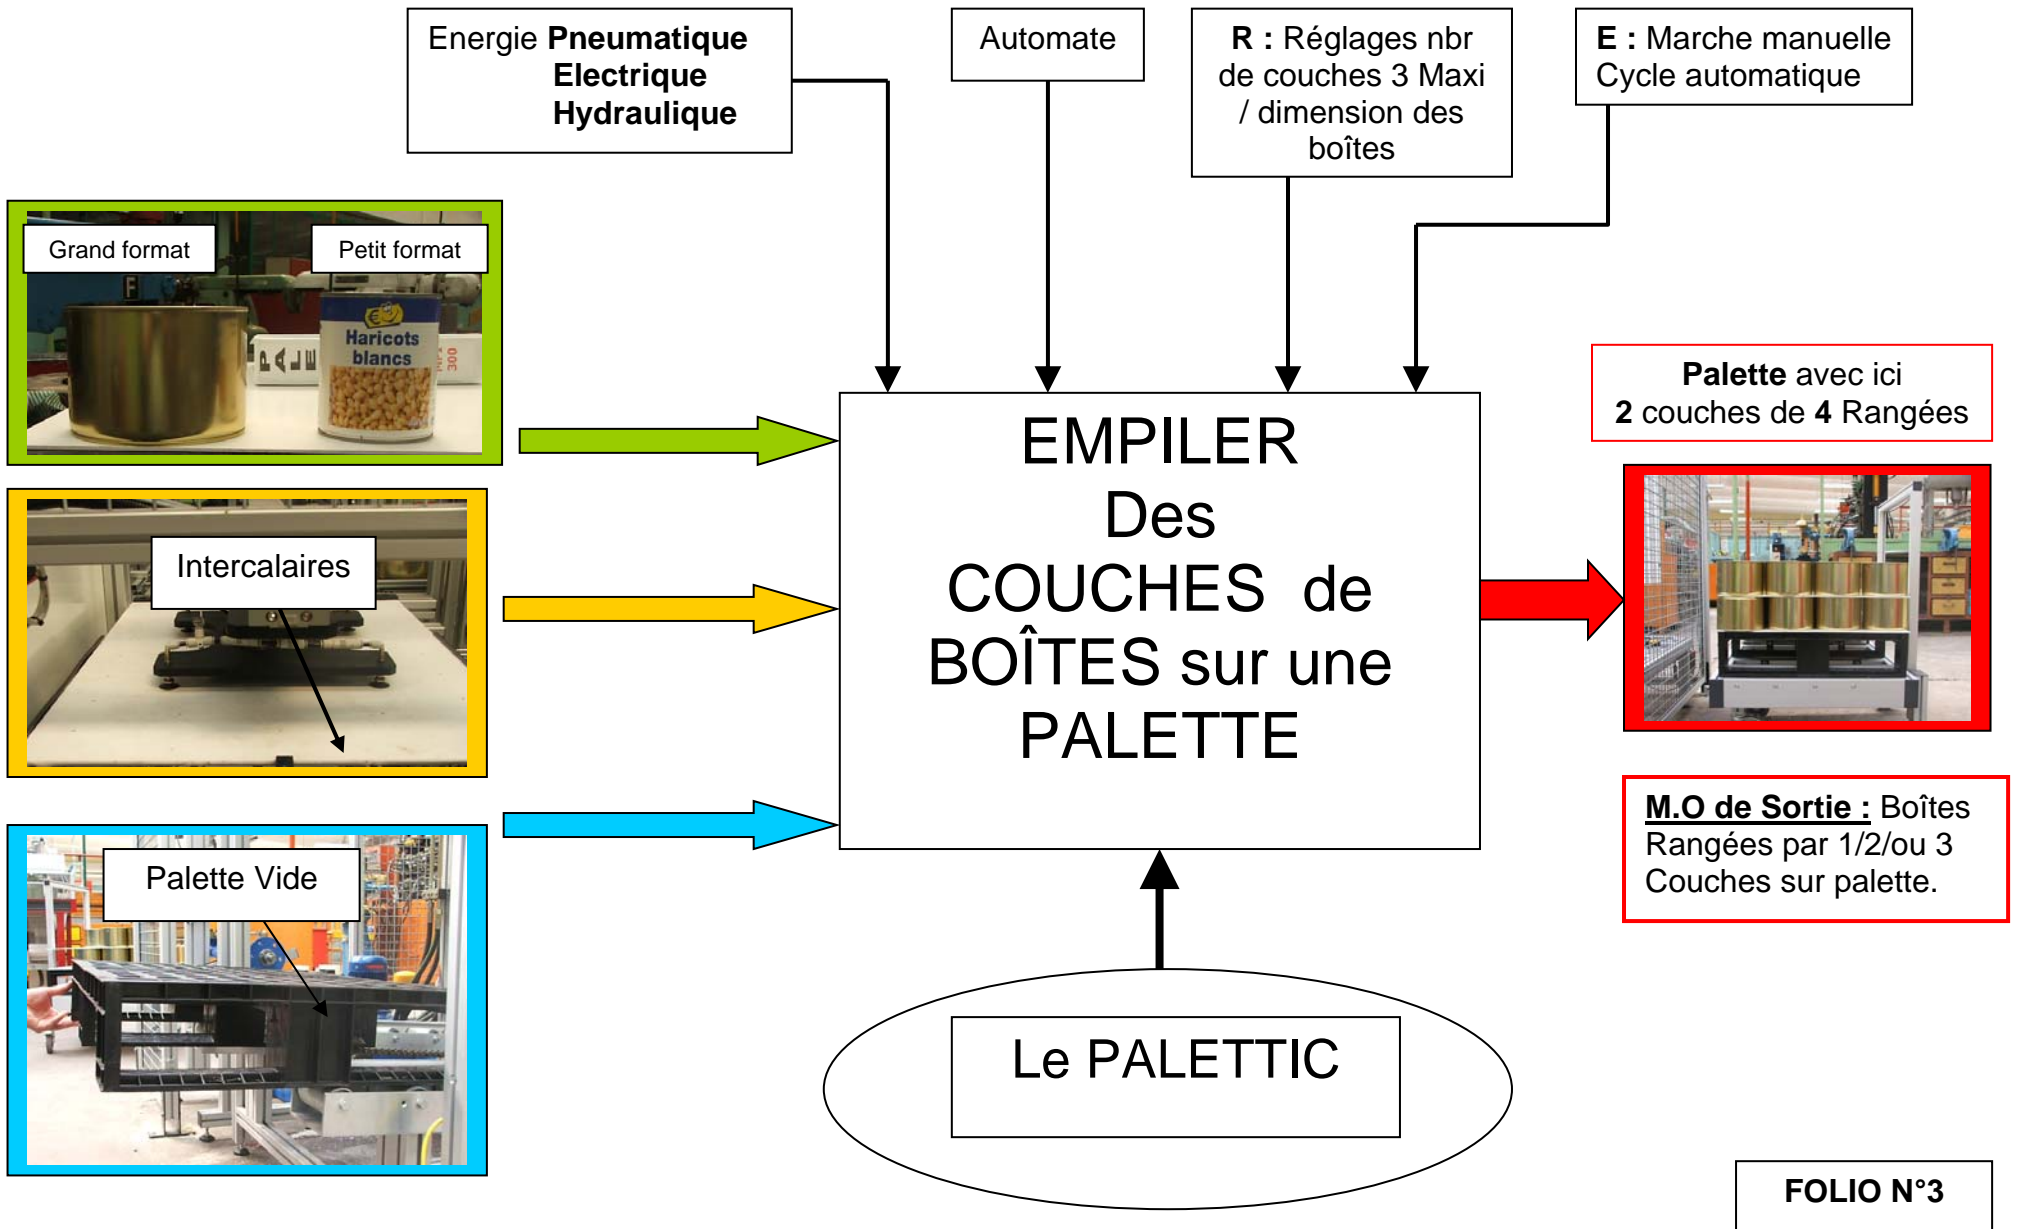 Energie Pneumatique
Electrique
Hydraulique
Automate
R : Réglages nbr
de couches 3 Maxi
/ dimension des
boîtes
E : Marche manuelle
Cycle automatique
Grand format
Petit format
F
PALE
Haricots
blancs
300
Intercalaires
Palette Vide
EMPILER
Des
COUCHES de
BOÎTES sur une
PALETTE
Palette avec ici
2 couches de 4 Rangées
M.O de Sortie : Boîtes
Rangées par 1/2/ou 3
Couches sur palette.
Le PALETTIC
FOLIO N°3